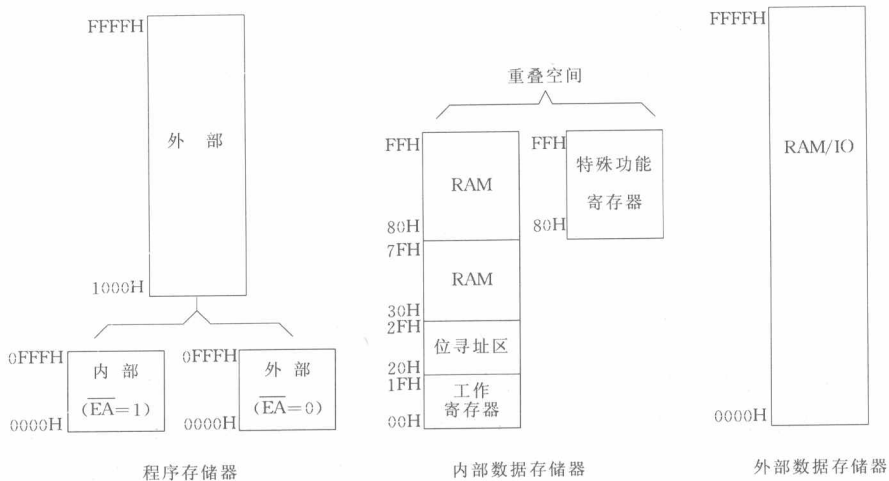 FFFFH
外 部
1000H
0FFFH
内 部
(EA=1)
0000H
0FFFH
外 部
(EA=0)
0000H
程序存储器
重叠空间
FFH
RAM
80H
7FH
RAM
30H
2FH
位寻址区
20H
1FH
工作
寄存器
00H
FFH
特殊功能
寄存器
80H
内部数据存储器
FFFFH
RAM/IO
0000H
外部数据存储器